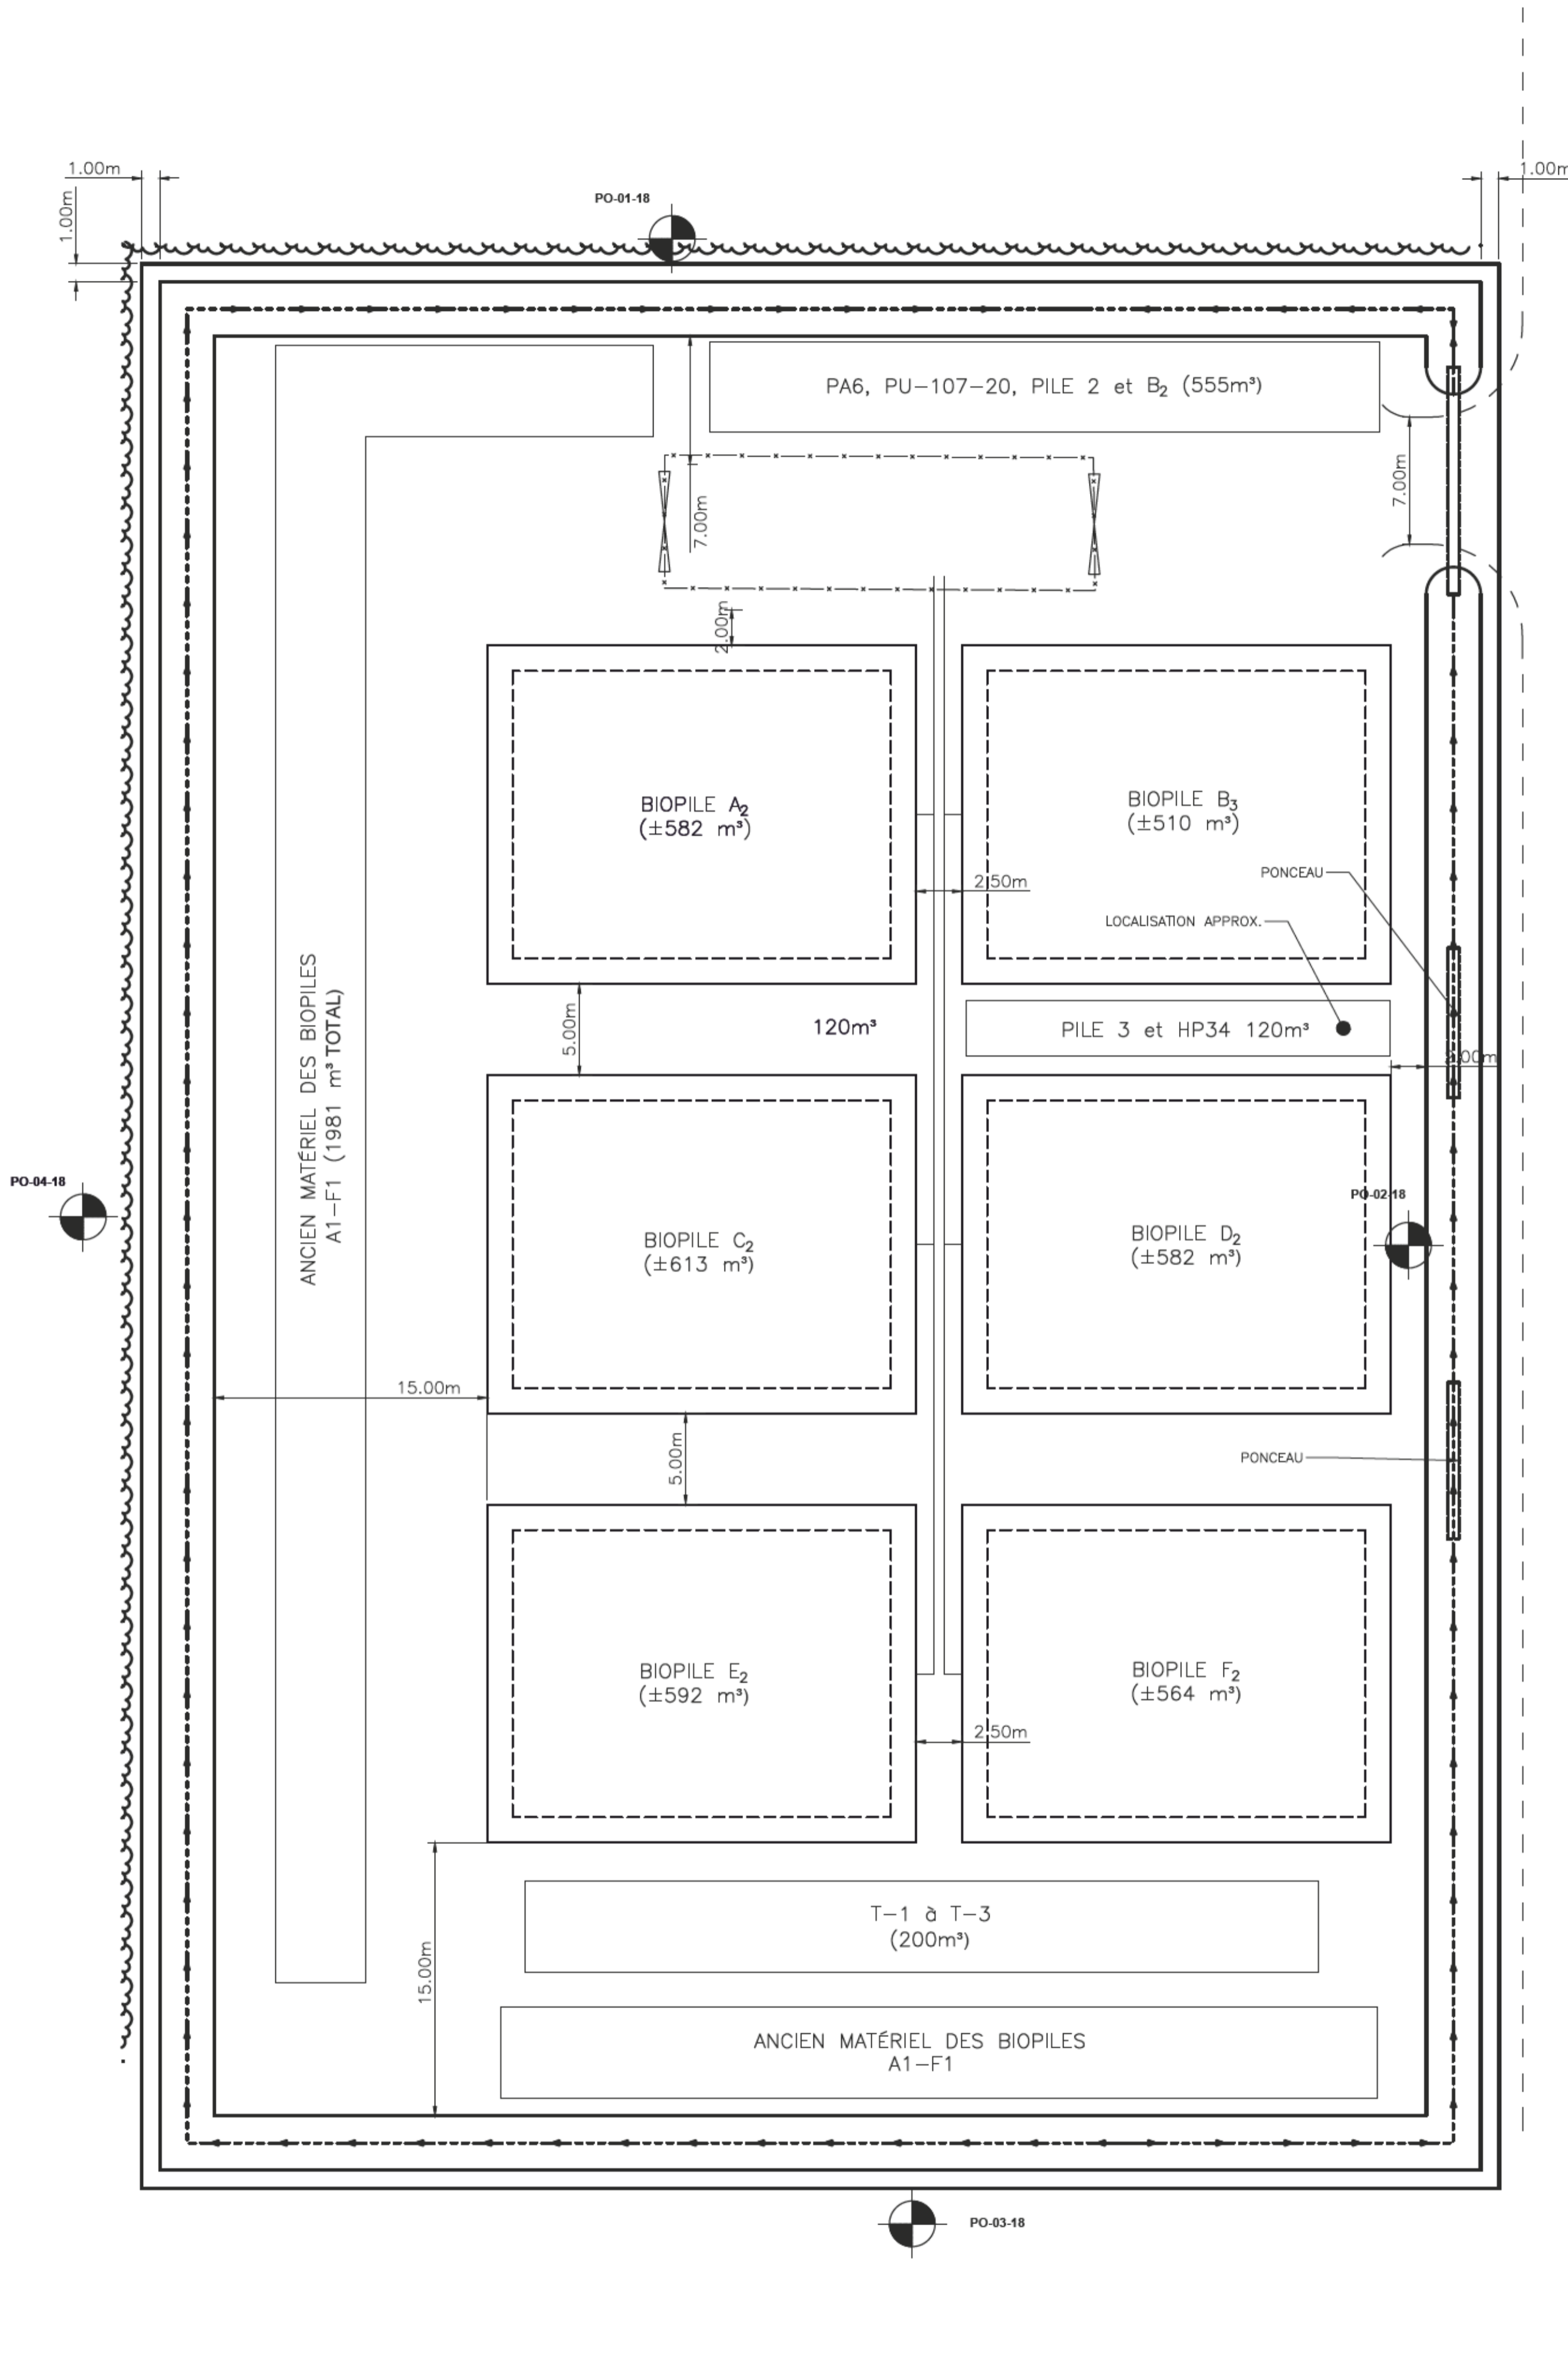 1.00m
1.00m
1.00m
PO-01-18
PA6, PU-107-20, PILE 2 et B₂ (555m³)
7.00m
7.00m
2.00m
BIOPILE A₂
(±582 m³)
BIOPILE B₃
(±510 m³)
PONCEAU
2.50m
LOCALISATION APPROX.
ANCIEN MATÉRIEL DES BIOPILES
A1-F1 (1981 m³ TOTAL)
5.00m
120m³
PILE 3 et HP34 120m³
2.00m
PO-04-18
PO-02-18
BIOPILE C₂
(±613 m³)
BIOPILE D₂
(±582 m³)
15.00m
5.00m
PONCEAU
BIOPILE E₂
(±592 m³)
BIOPILE F₂
(±564 m³)
2.50m
15.00m
T-1 à T-3
(200m³)
ANCIEN MATÉRIEL DES BIOPILES
A1-F1
PO-03-18